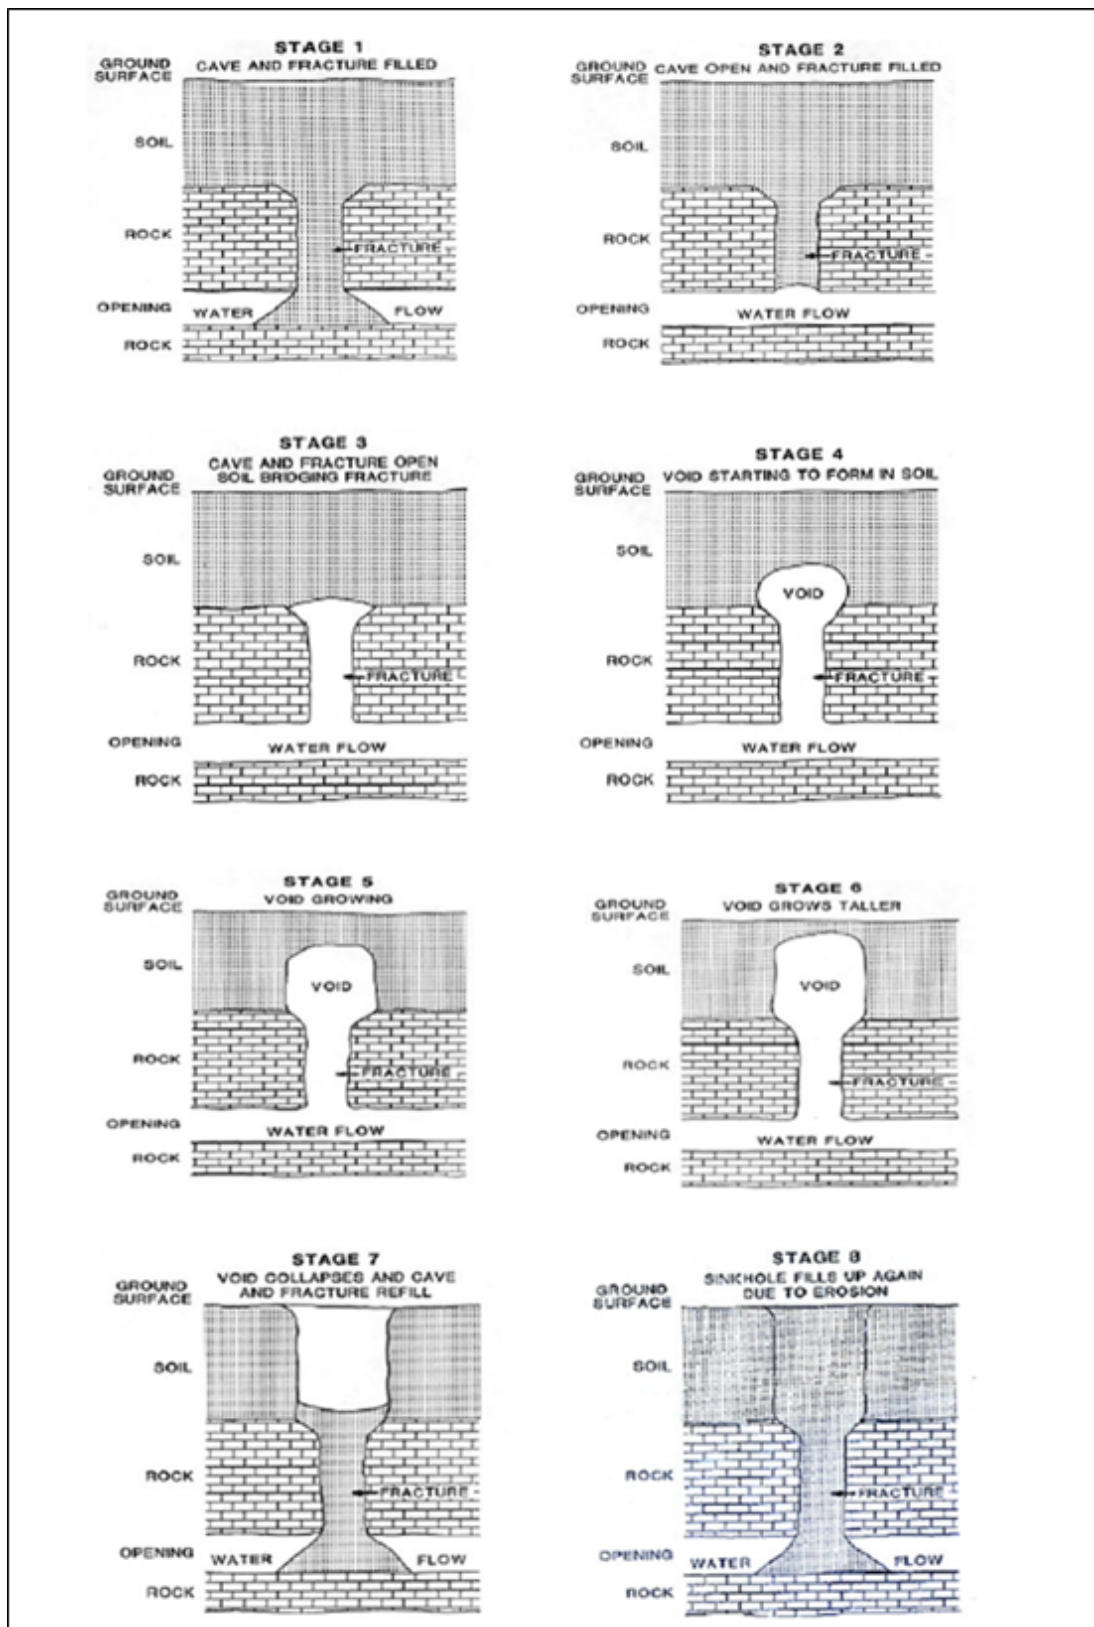 STAGE 1
CAVE AND FRACTURE FILLED
GROUND
SURFACE
SOIL
ROCK
FRACTURE
OPENING
WATER
FLOW
ROCK
STAGE 2
CAVE OPEN AND FRACTURE FILLED
GROUND
SURFACE
SOIL
ROCK
FRACTURE
OPENING
WATER FLOW
ROCK
STAGE 3
CAVE AND FRACTURE OPEN
SOIL BRIDGING FRACTURE
GROUND
SURFACE
SOIL
ROCK
FRACTURE
OPENING
WATER FLOW
ROCK
STAGE 4
VOID STARTING TO FORM IN SOIL
GROUND
SURFACE
SOIL
VOID
ROCK
FRACTURE
OPENING
WATER FLOW
ROCK
STAGE 5
VOID GROWING
GROUND
SURFACE
SOIL
VOID
ROCK
FRACTURE
OPENING
WATER FLOW
ROCK
STAGE 6
VOID GROWS TALLER
GROUND
SURFACE
SOIL
VOID
ROCK
FRACTURE
OPENING
WATER FLOW
ROCK
STAGE 7
VOID COLLAPSES AND CAVE
AND FRACTURE REFILL
GROUND
SURFACE
SOIL
ROCK
FRACTURE
OPENING
WATER
FLOW
ROCK
STAGE 8
SINKHOLE FILLS UP AGAIN
DUE TO EROSION
GROUND
SURFACE
SOIL
ROCK
FRACTURE
OPENING
WATER
FLOW
ROCK